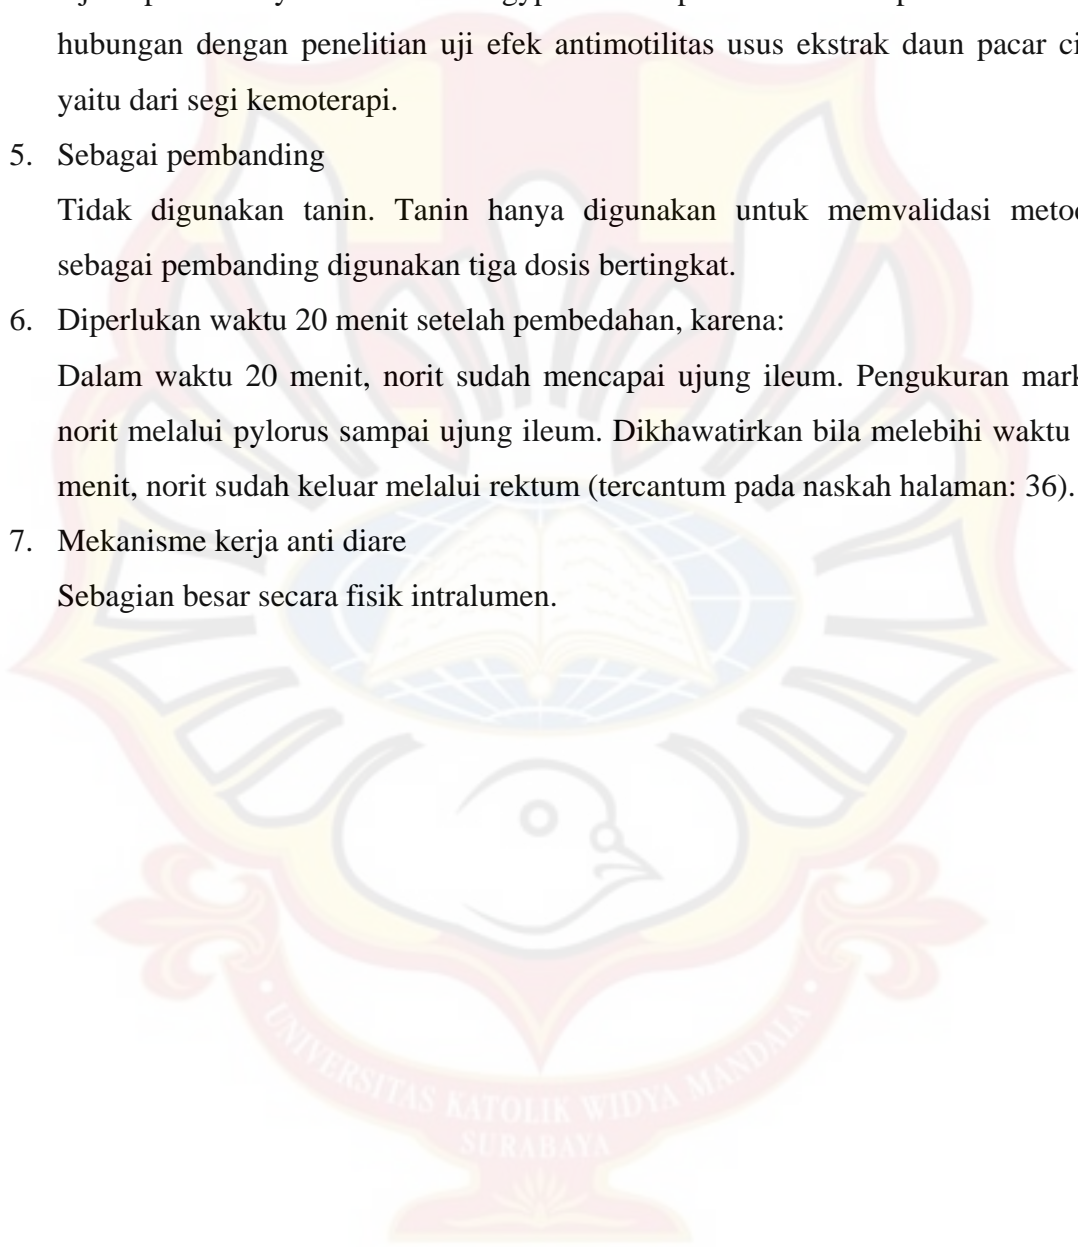 hubungan dengan penelitian uji efek antimotilitas usus ekstrak daun pacar
yaitu dari segi kemoterapi.
5. Sebagai pembanding
Tidak digunakan tanin. Tanin hanya digunakan untuk memvalidasi
sebagai pembanding digunakan tiga dosis bertingkat.
6. Diperlukan waktu 20 menit setelah pembedahan, karena:
Dalam waktu 20 menit, norit sudah mencapai ujung ileum. Pengukuran
norit melalui pylorus sampai ujung ileum. Dikhawatirkan bila melebihi waktu
menit, norit sudah keluar melalui rektum (tercantum pada naskah halaman: 36).
7. Mekanisme kerja anti diare
Sebagian besar secara fisik intralumen.
UNIVERSITAS KATOLIK WIDYA MANDALA
SURABAYA